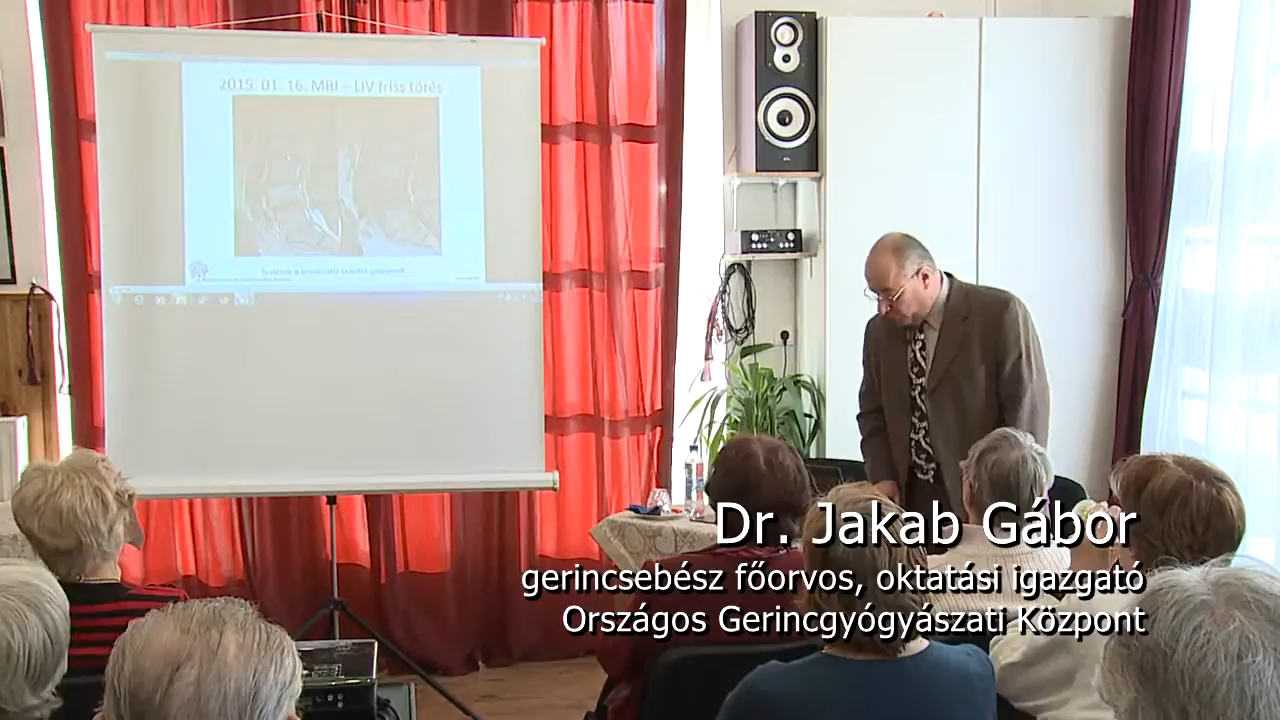 2015. 01. 16. MRI – LIV friss törés
Dr. Jakab Gábor
gerincsebész főorvos, oktatási igazgató
Országos Gerincgyógyászati Központ